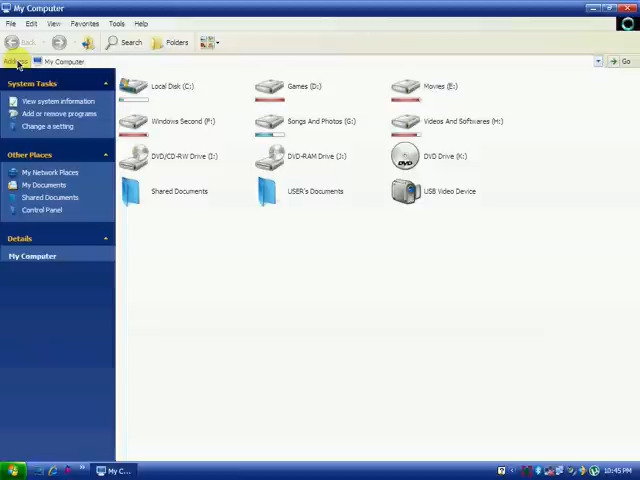 My Computer
File Edit View Favorites Tools Help
Back Search Folders
Address My Computer Go
System Tasks
View system information
Add or remove programs
Change a setting
Other Places
My Network Places
My Documents
Shared Documents
Control Panel
Details
My Computer
Local Disk (C:) Games (D:) Movies (E:)
Windows Second (F:) Songs And Photos (G:) Videos And Softwares (H:)
DVD/CD-RW Drive (I:) DVD-RAM Drive (J:) DVD Drive (K:)
Shared Documents USER's Documents USB Video Device
My C... 10:45 PM